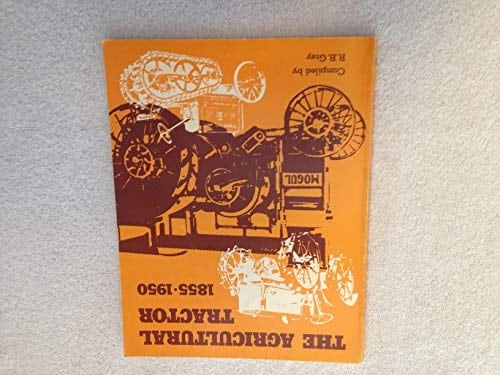 THE AGRICULTURAL
TRACTOR
1855-1950
MOGUL
Compiled by
R.B. Gray